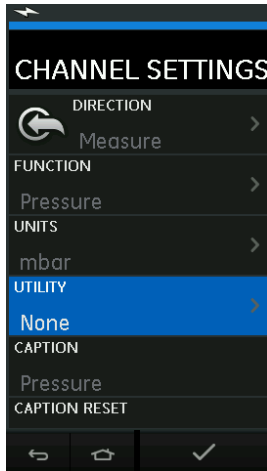 CHANNEL SETTINGS
DIRECTION
Measure
FUNCTION
Pressure
UNITS
mbar
UTILITY
None
CAPTION
Pressure
CAPTION RESET